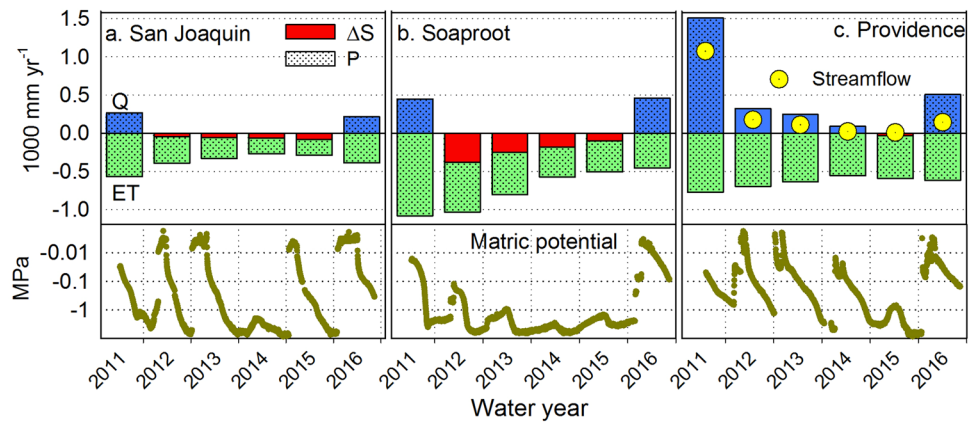 a. San Joaquin
ΔS
P
b. Soaproot
c. Providence
Streamflow
1000 mm yr⁻¹
1.5
1.0
0.5
0.0
-0.5
-1.0
Q
ET
Matric potential
MPa
-0.01
-0.1
-1
2011 2012 2013 2014 2015 2016
2011 2012 2013 2014 2015 2016
2011 2012 2013 2014 2015 2016
Water year